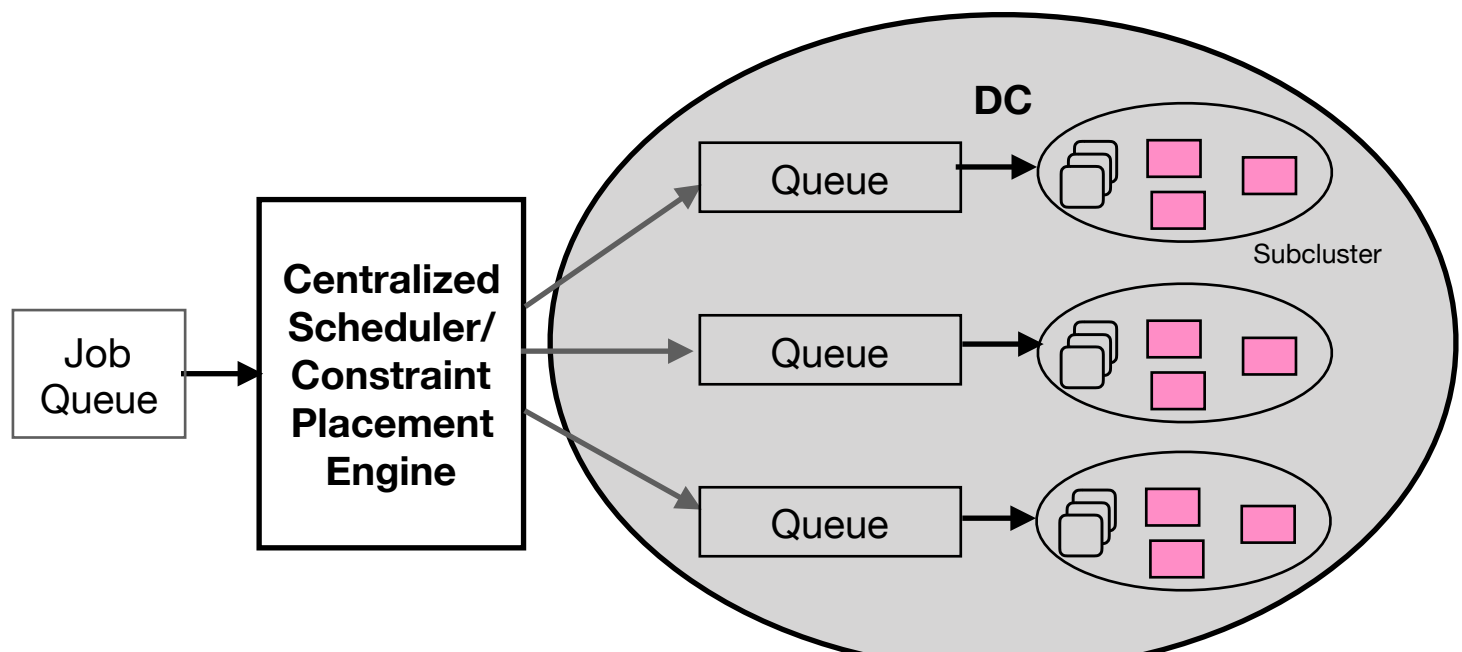 Job
Queue
Centralized
Scheduler/
Constraint
Placement
Engine
DC
Queue
Subcluster
Queue
Queue